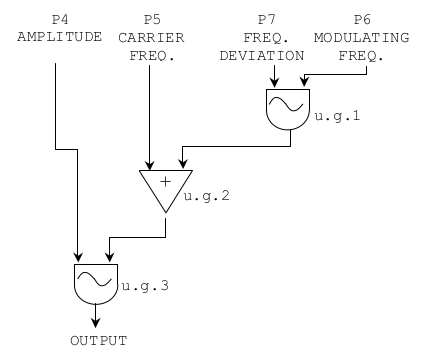 P4
AMPLITUDE
P5
CARRIER
FREQ.
P7
FREQ.
DEVIATION
P6
MODULATING
FREQ.
u.g.1
+
u.g.2
u.g.3
OUTPUT